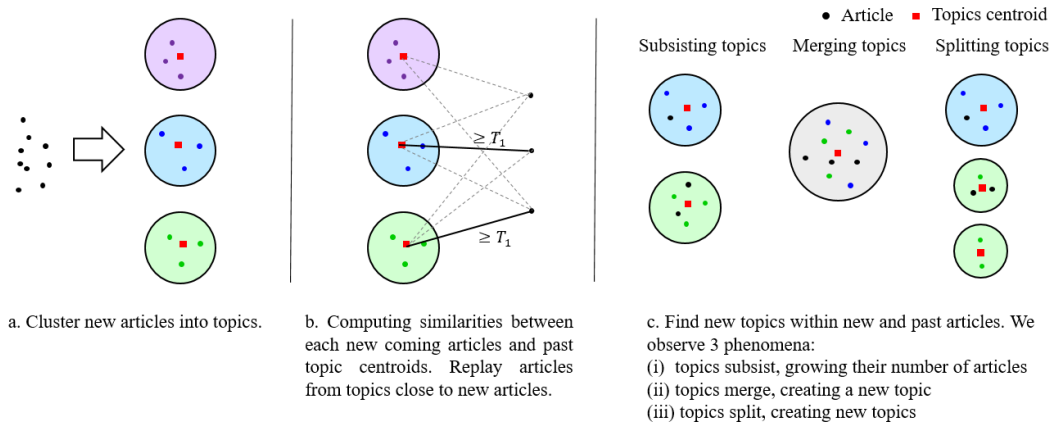 Article
Topics centroid
Subsisting topics
Merging topics
Splitting topics
≥ T₁
≥ T₁
a. Cluster new articles into topics.
b. Computing similarities between
each new coming articles and past
topic centroids. Replay articles
from topics close to new articles.
c. Find new topics within new and past articles. We
observe 3 phenomena:
(i) topics subsist, growing their number of articles
(ii) topics merge, creating a new topic
(iii) topics split, creating new topics